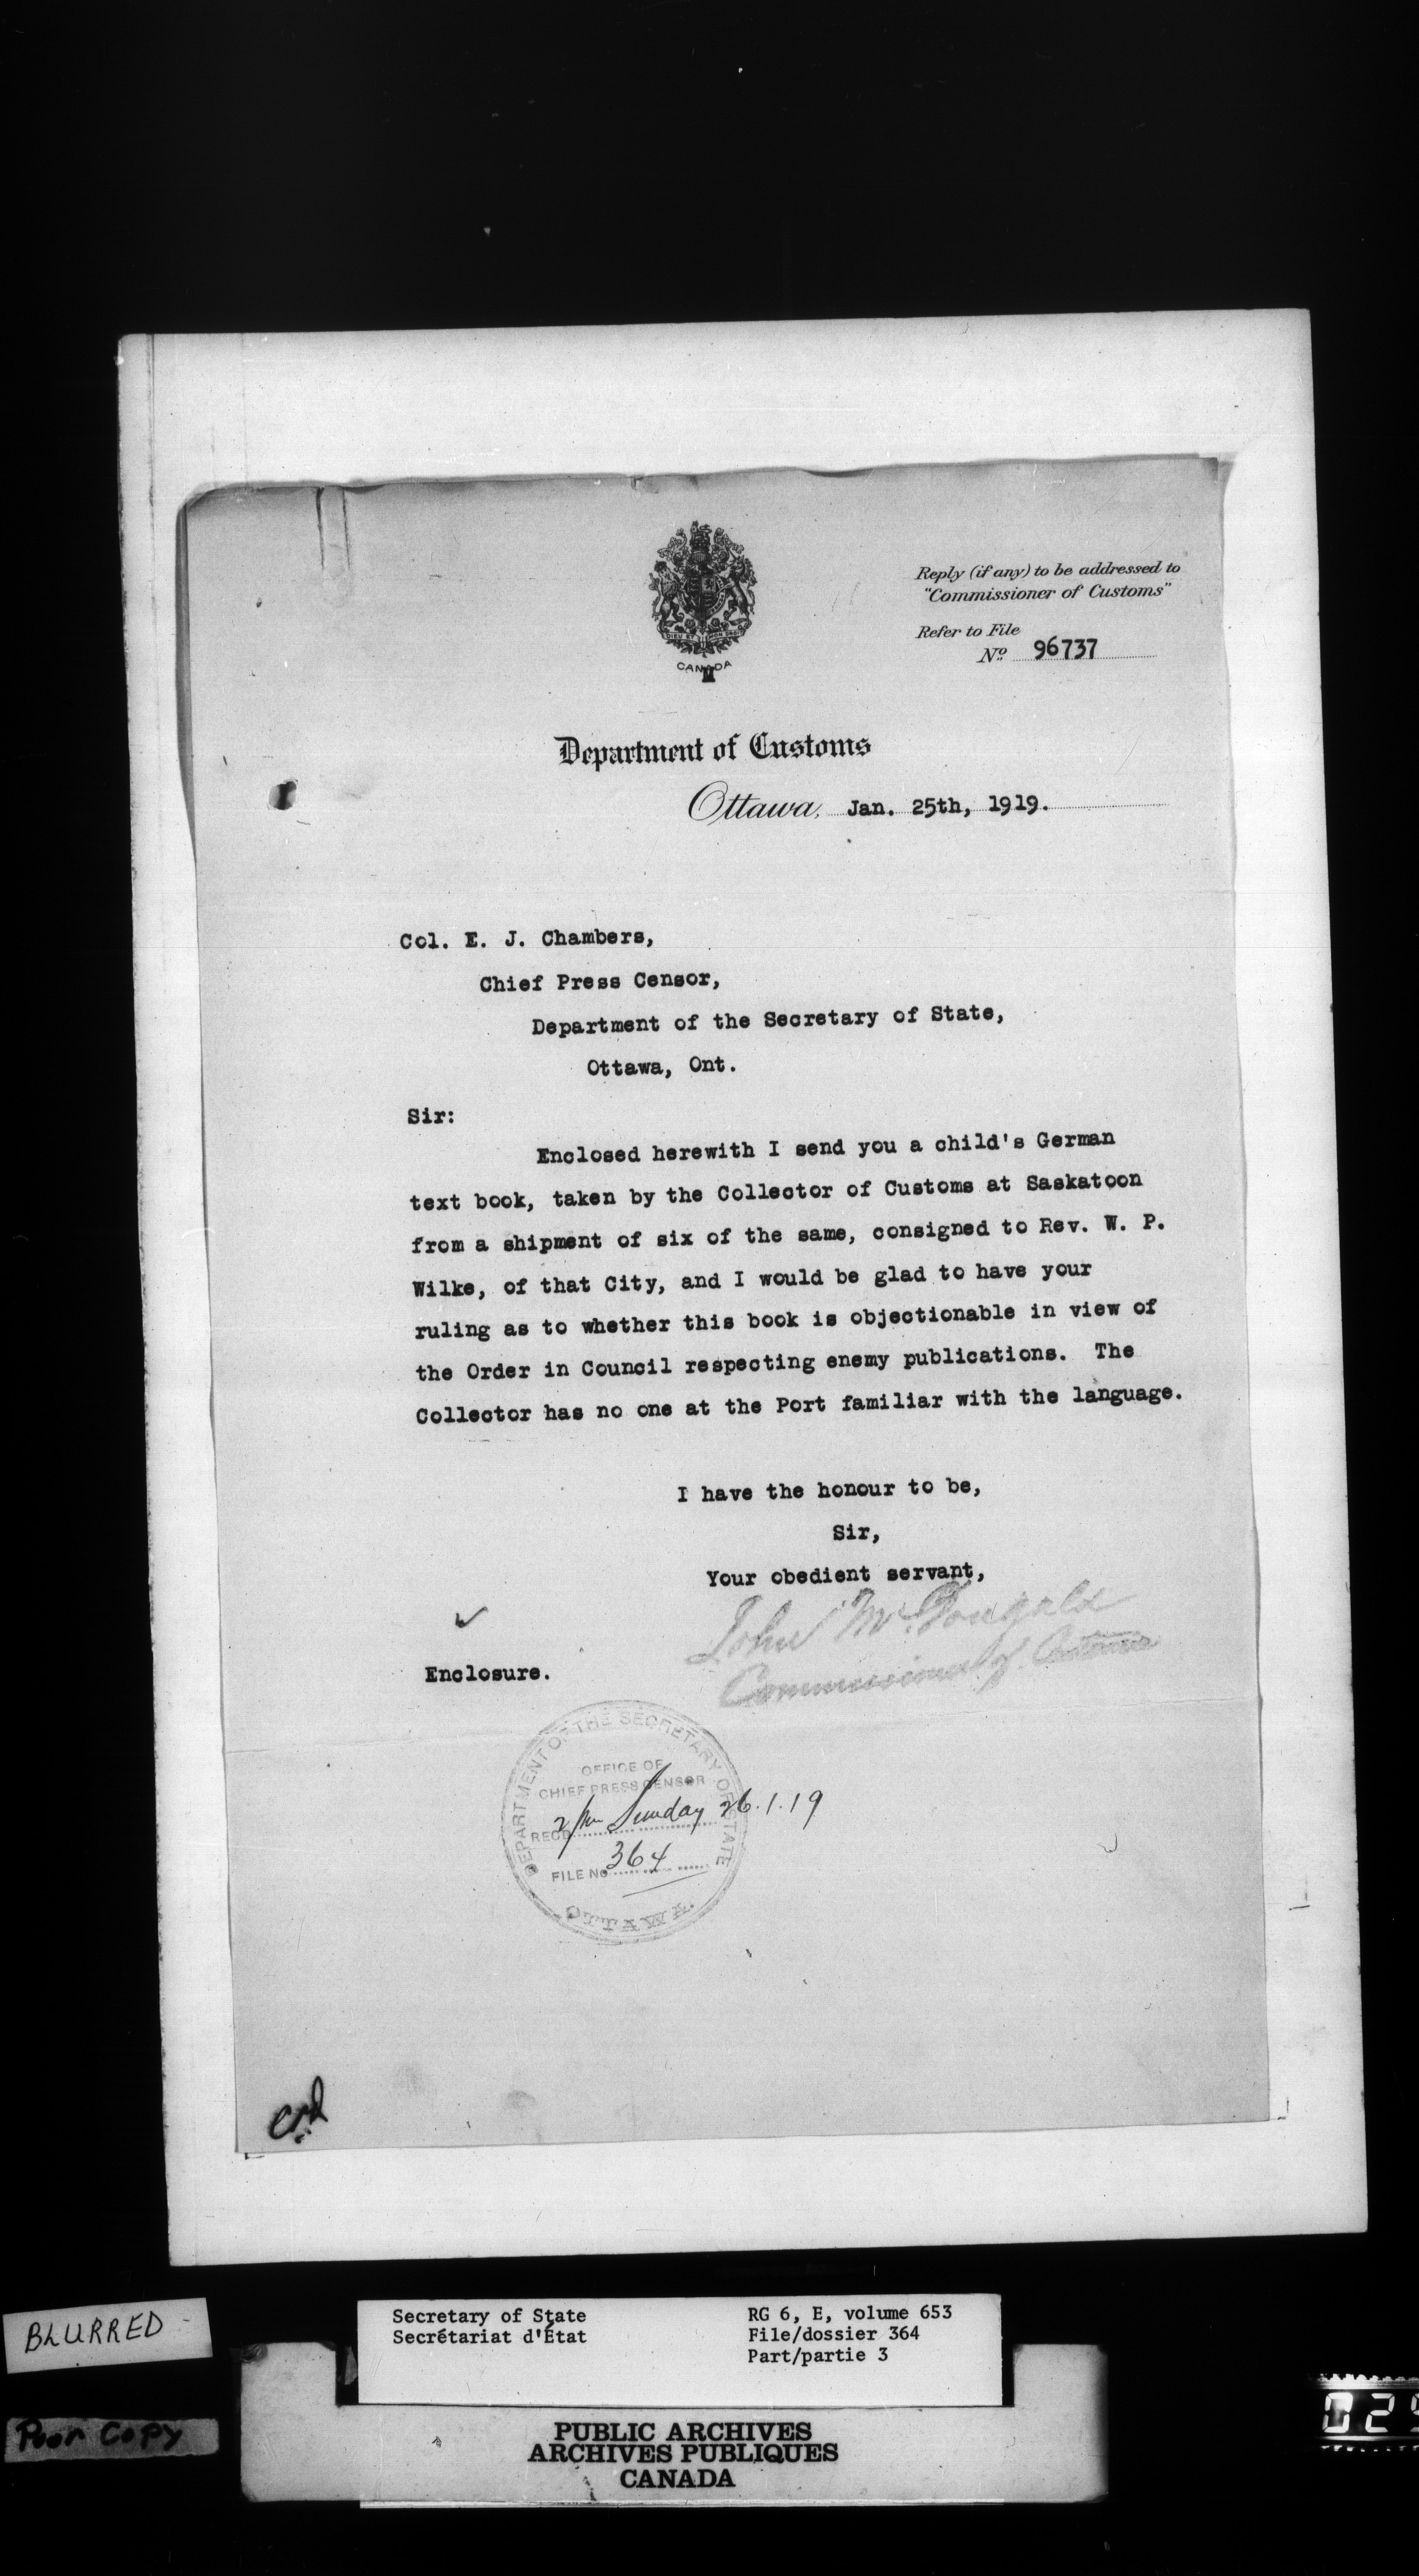 Reply (if any) to be addressed to
"Commissioner of Customs"
Refer to File
No. 96737
DIEU ET MON DROIT
CANADA
M
Department of Customs
Ottawa, Jan. 25th, 1919.
Col. E. J. Chambers,
Chief Press Censor,
Department of the Secretary of State,
Ottawa, Ont.
Sir:
Enclosed herewith I send you a child's German
text book, taken by the Collector of Customs at Saskatoon
from a shipment of six of the same, consigned to Rev. W. P.
Wilke, of that City, and I would be glad to have your
ruling as to whether this book is objectionable in view of
the Order in Council respecting enemy publications. The
Collector has no one at the Port familiar with the language.
I have the honour to be,
Sir,
Your obedient servant,
John McDougald
Commissioner of Customs
Enclosure.
DEPARTMENT OF THE SECRETARY OF STATE
OFFICE OF
CHIEF PRESS CENSOR
RECD. Sunday 26.1.19
FILE No 364
OTTAWA
BLURRED
Poor Copy
Secretary of State
Secrétariat d'État
RG 6, E, volume 653
File/dossier 364
Part/partie 3
PUBLIC ARCHIVES
ARCHIVES PUBLIQUES
CANADA